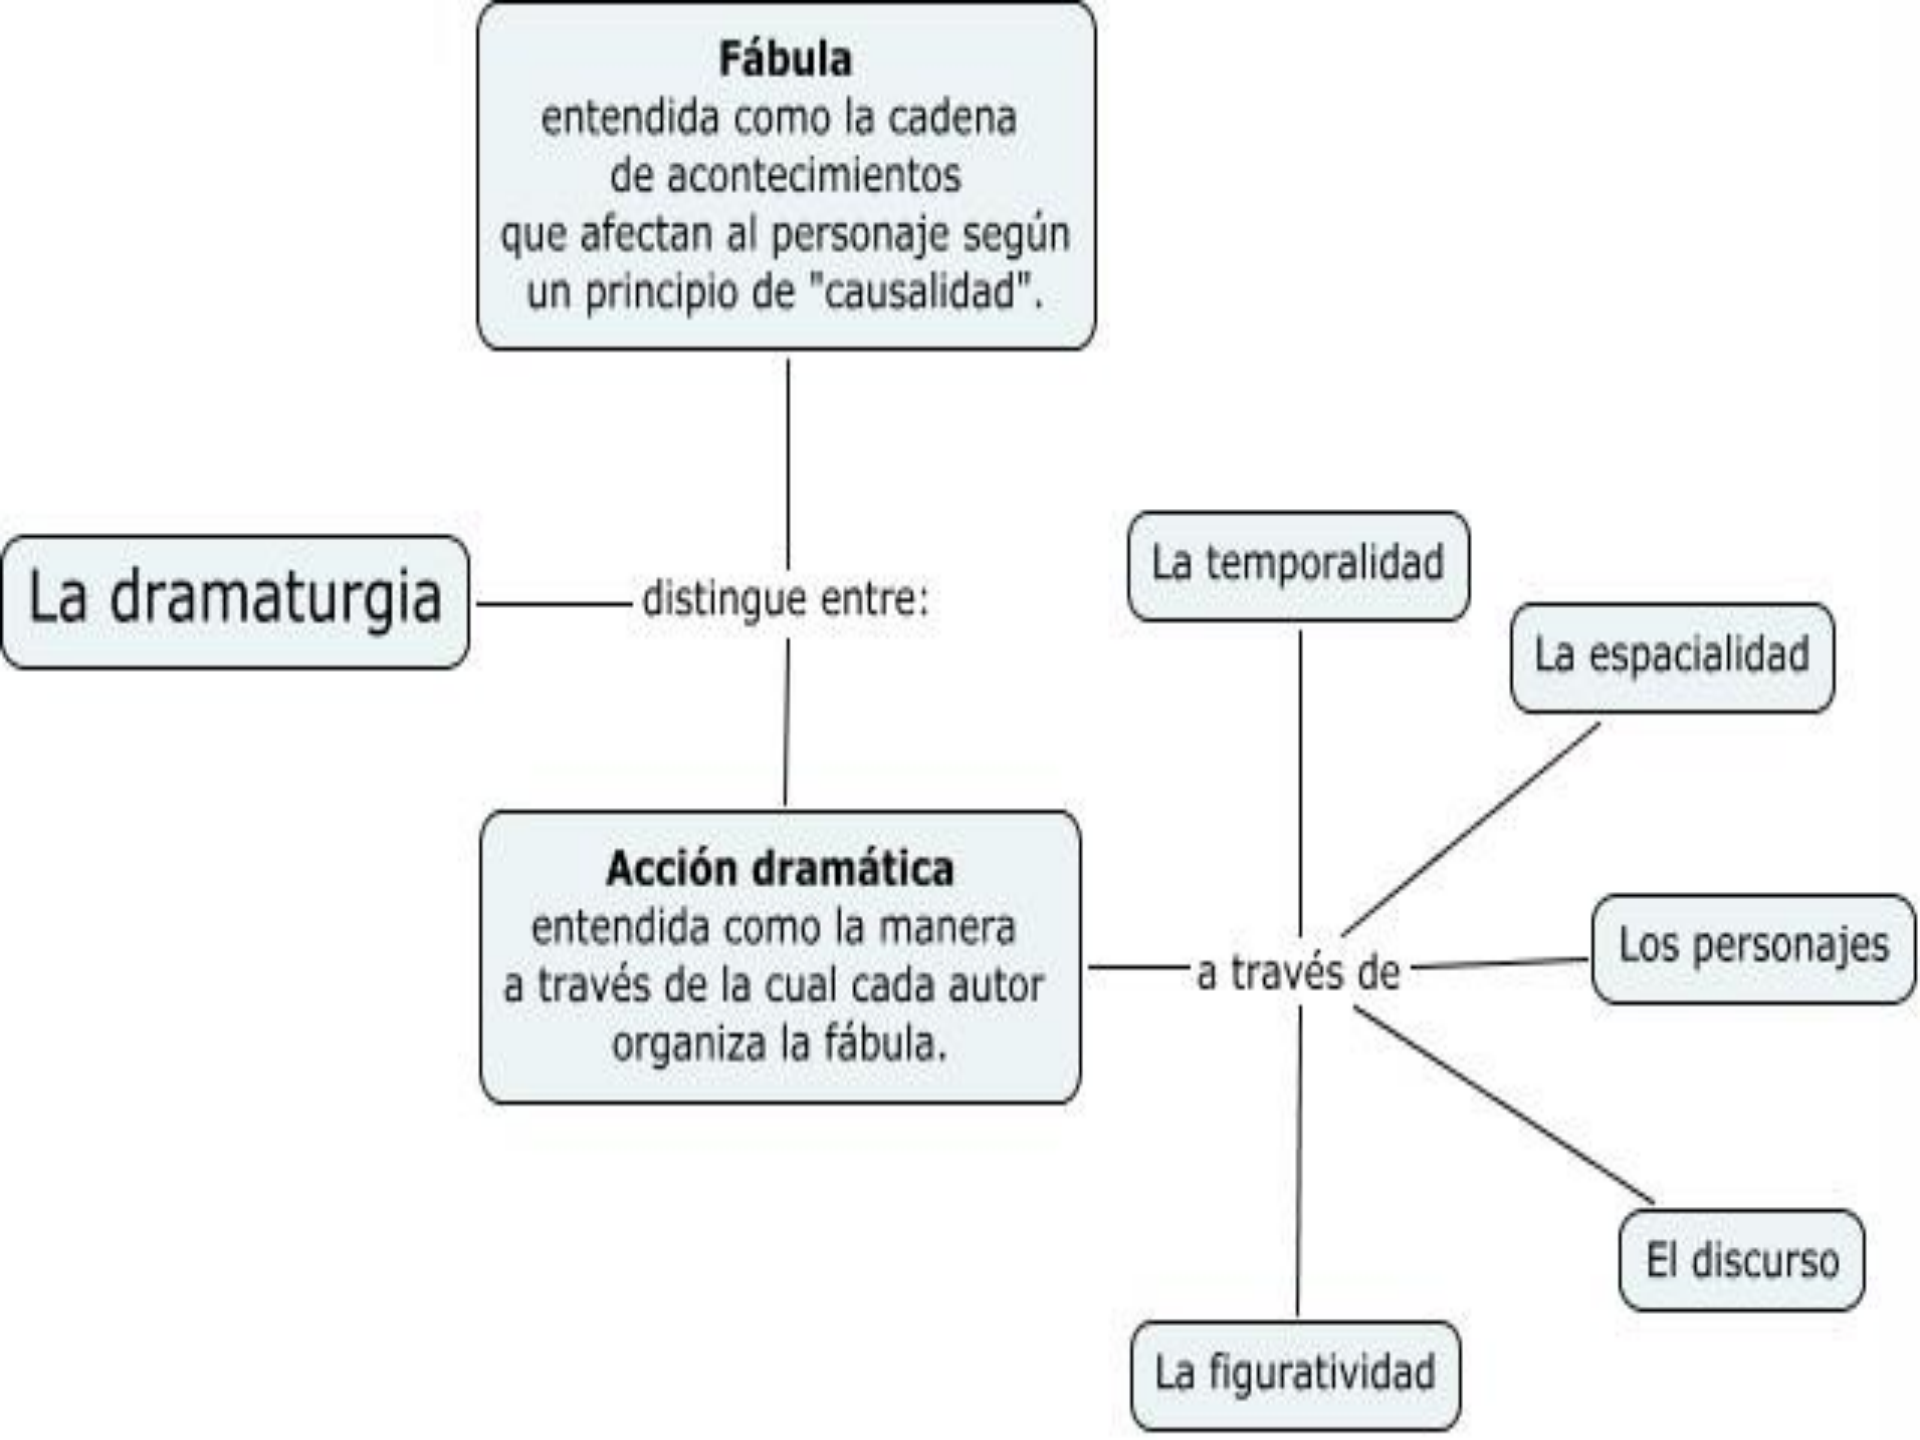 Fábula
entendida como la cadena
de acontecimientos
que afectan al personaje según
un principio de "causalidad".
La dramaturgia
distingue entre:
Acción dramática
entendida como la manera
a través de la cual cada autor
organiza la fábula.
a través de
La temporalidad
La espacialidad
Los personajes
El discurso
La figuratividad